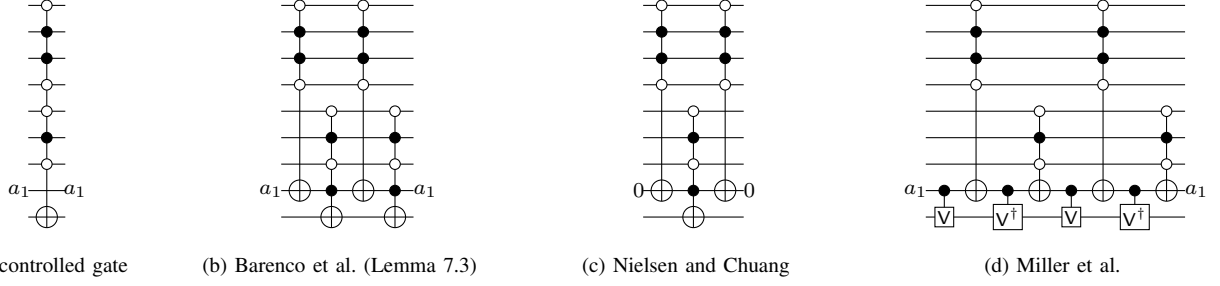 a₁ a₁ a₁ a₁ 0 0 a₁ a₁
V V† V V†
controlled gate (b) Barenco et al. (Lemma 7.3) (c) Nielsen and Chuang (d) Miller et al.